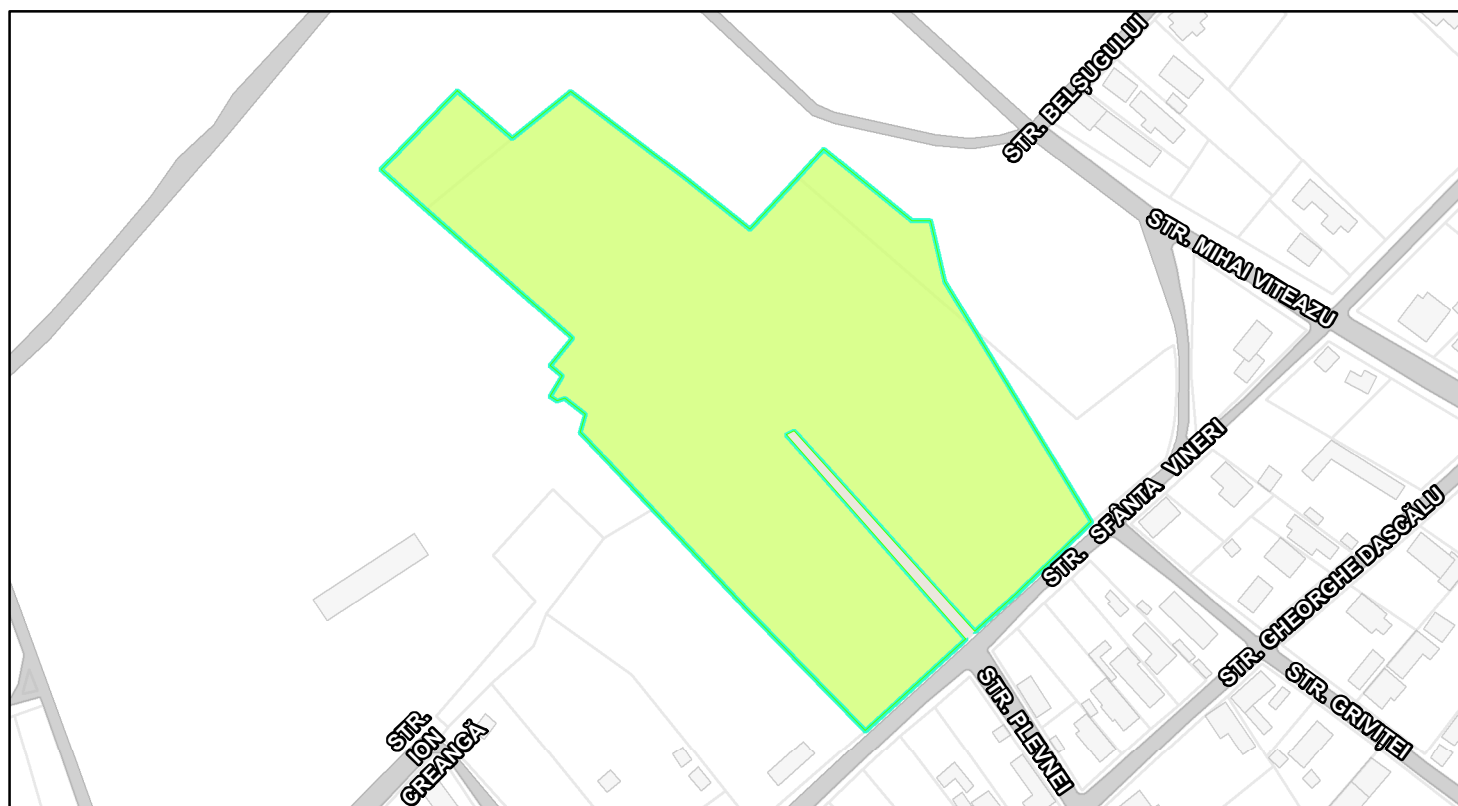 STR. BELȘUGULUI
STR. MIHAI VITEAZU
STR. SFÂNTA VINERI
STR. GHEORGHE DASCĂLU
STR. GRIVIȚEI
STR. PLEVNEI
STR.
ION
CREANGĂ